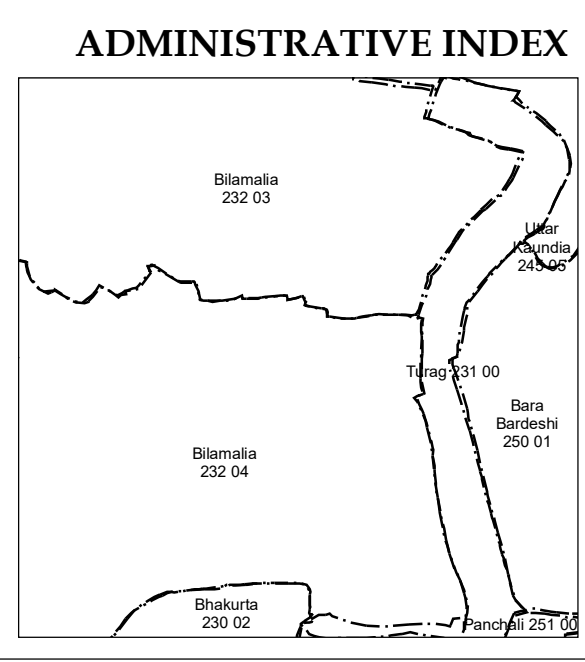 ADMINISTRATIVE INDEX
Bilamalia
232 03
Uttar
Kaundia
245 05
Turag 231 00
Bara
Bardeshi
250 01
Bilamalia
232 04
Bhakurta
230 02
Panchali 251 00